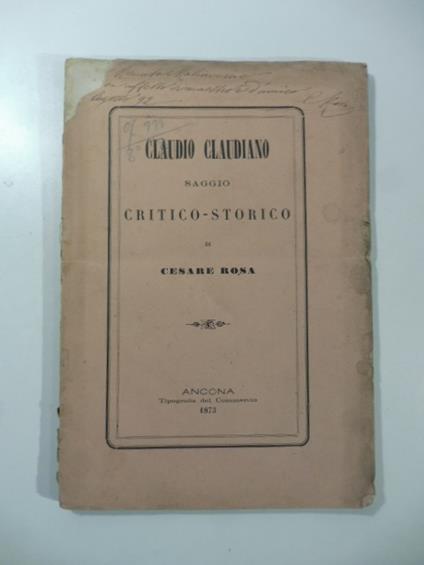 CLAUDIO CLAUDIANO
SAGGIO
CRITICO-STORICO
DI
CESARE ROSA
ANCONA
Tipografia del Commercio
1873